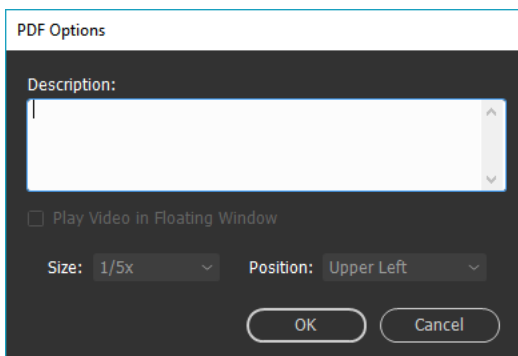 PDF Options
Description:
Play Video in Floating Window
Size: 1/5x Position: Upper Left
OK Cancel